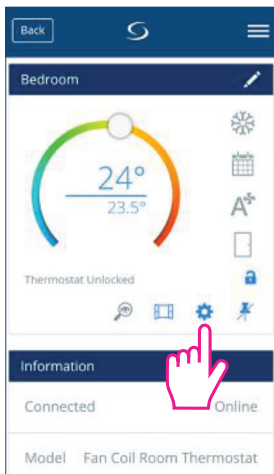 Back
Bedroom
24°
23.5°
A
Thermostat Unlocked
Information
Connected Online
Model Fan Coil Room Thermostat